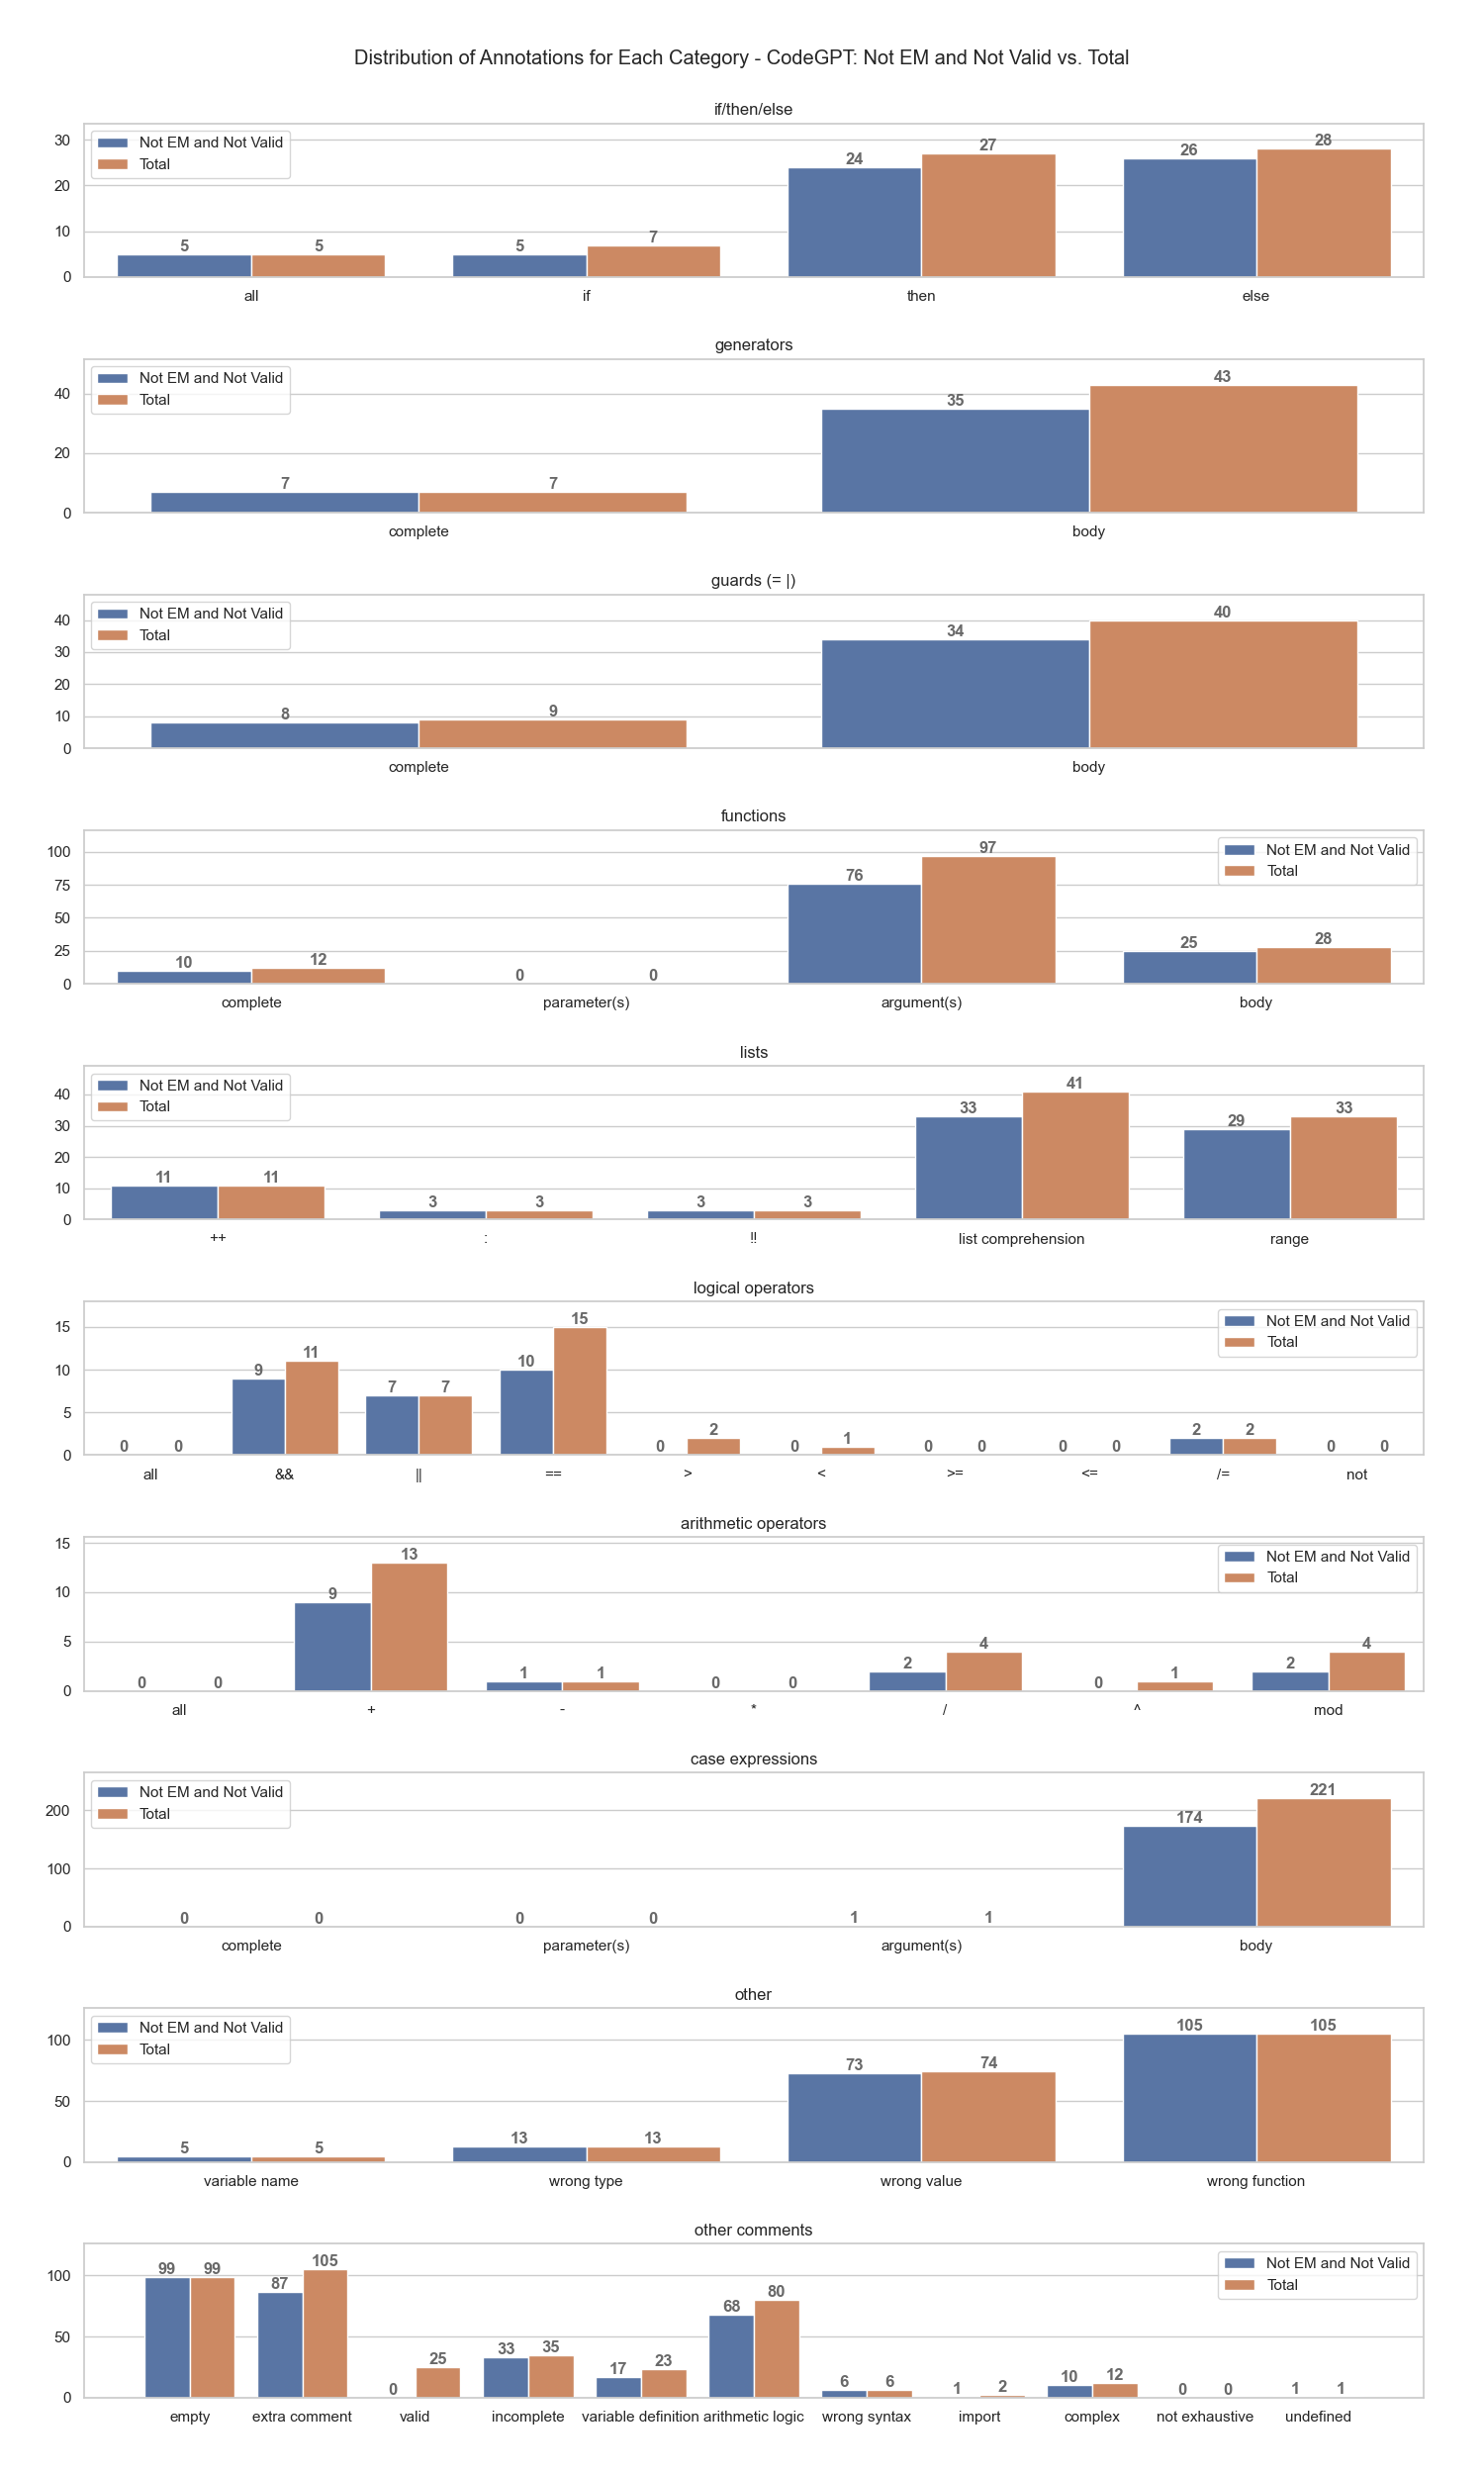 Distribution of Annotations for Each Category - CodeGPT: Not EM and Not Valid vs. Total
if/then/else
Not EM and Not Valid
Total
30
20
10
0
5 5 5 7 24 27 26 28
all if then else
generators
Not EM and Not Valid
Total
40
20
0
7 7 35 43
complete body
guards (= |)
Not EM and Not Valid
Total
40
30
20
10
0
8 9 34 40
complete body
functions
Not EM and Not Valid
Total
100
75
50
25
0
10 12 0 0 76 97 25 28
complete parameter(s) argument(s) body
lists
Not EM and Not Valid
Total
40
30
20
10
0
11 11 3 3 3 3 33 41 29 33
++ : !! list comprehension range
logical operators
Not EM and Not Valid
Total
15
10
5
0
0 0 9 11 7 7 10 15 0 2 0 1 0 0 0 0 2 2 0 0
all && || == > < >= <= /= not
arithmetic operators
Not EM and Not Valid
Total
15
10
5
0
0 0 9 13 1 1 0 0 2 4 0 1 2 4
all + - * / ^ mod
case expressions
Not EM and Not Valid
Total
200
100
0
0 0 0 0 1 1 174 221
complete parameter(s) argument(s) body
other
Not EM and Not Valid
Total
100
50
0
5 5 13 13 73 74 105 105
variable name wrong type wrong value wrong function
other comments
Not EM and Not Valid
Total
100
50
0
99 99 87 105 0 25 33 35 17 23 68 80 6 6 1 2 10 12 0 0 1 1
empty extra comment valid incomplete variable definition arithmetic logic wrong syntax import complex not exhaustive undefined